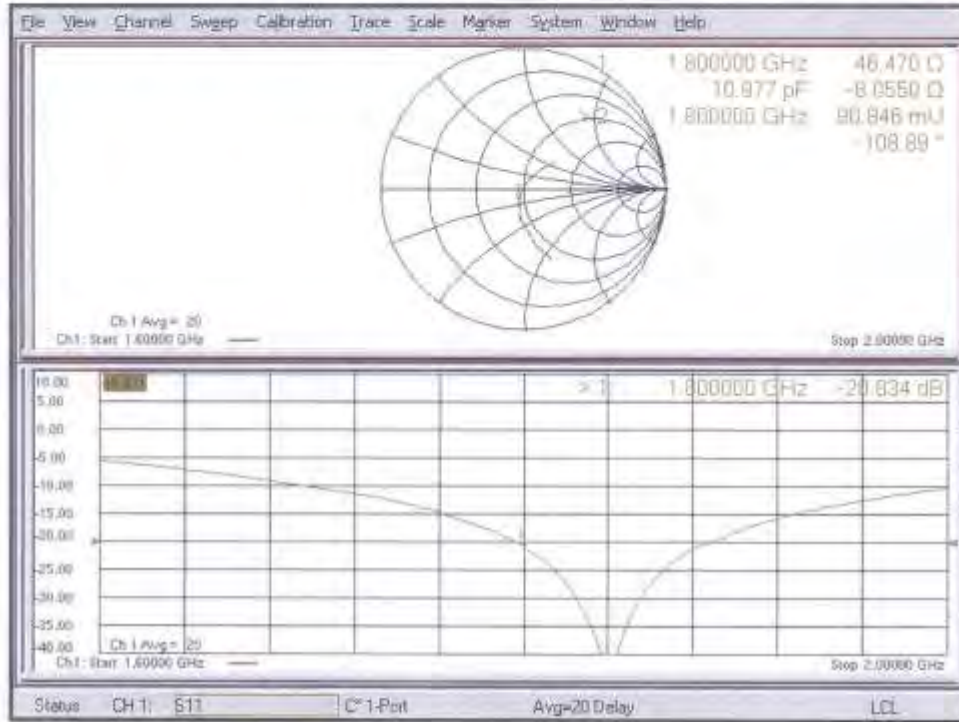 File View Channel Sweep Calibration Trace Scale Marker System Window Help
1 1.800000 GHz 46.470 Ω
10.977 pF -8.0550 Ω
>2 1.800000 GHz 90.846 mU
-108.89 °
Ch 1 Avg = 20
Ch1: Start 1.60000 GHz Stop 2.00000 GHz
10.00
> 1 1.800000 GHz -20.834 dB
5.00
0.00
-5.00
-10.00
-15.00
-20.00
-25.00
-30.00
-35.00
-40.00
Ch 1 Avg = 20
Ch1: Start 1.60000 GHz Stop 2.00000 GHz
Status CH 1: S11 C* 1-Port Avg=20 Delay LCL